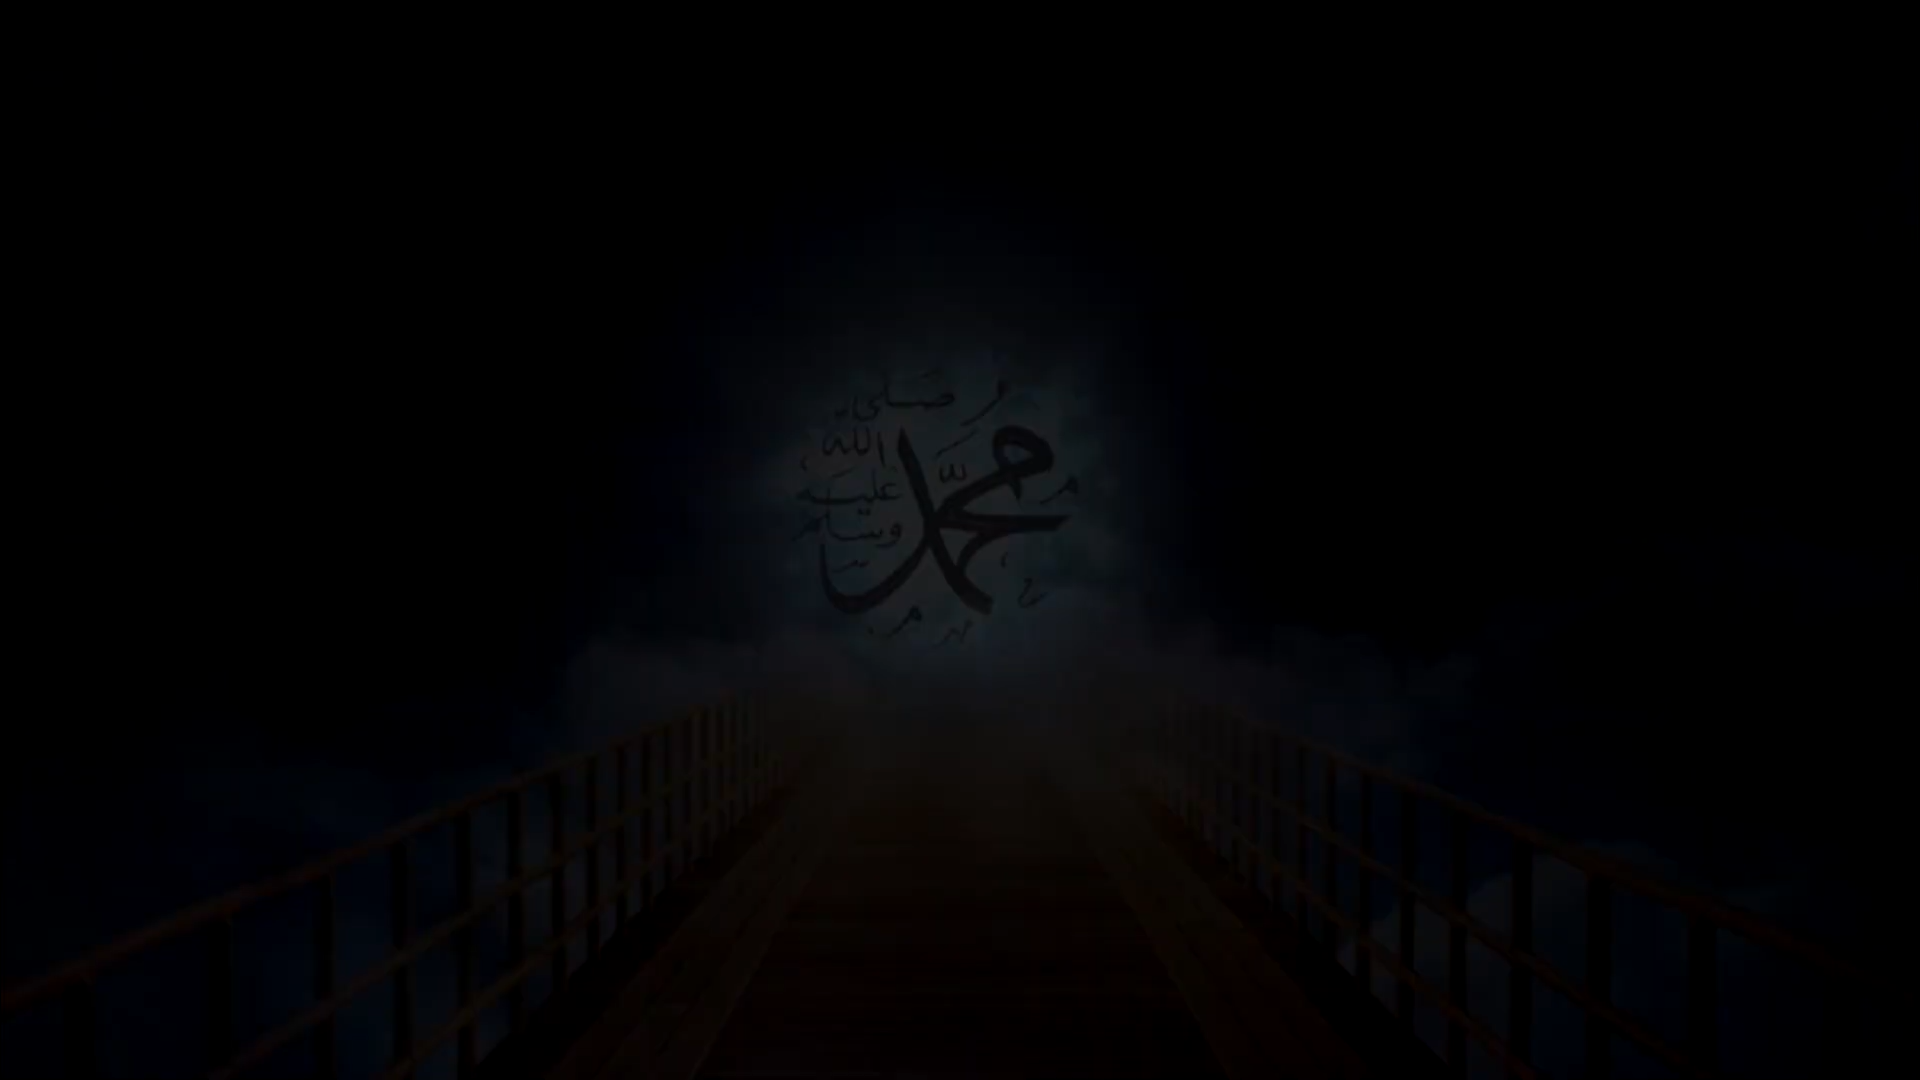 محمد
صلى
الله
عليه
وسلم